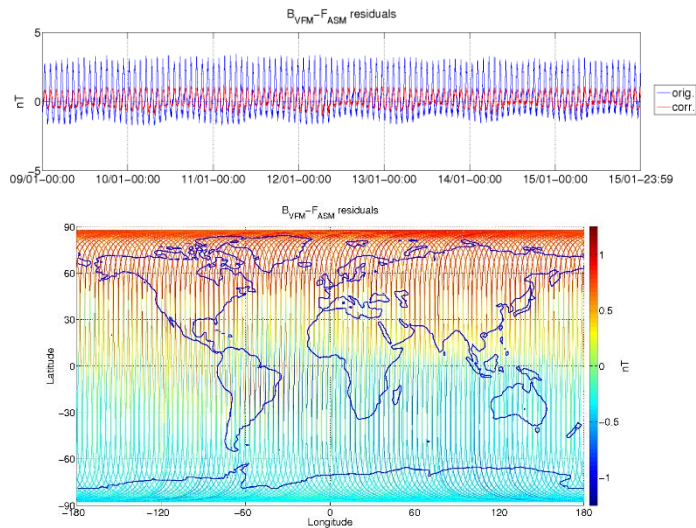 B_VFM−F_ASM residuals
5
0
−5
nT
09/01−00:00 10/01−00:00 11/01−00:00 12/01−00:00 13/01−00:00 14/01−00:00 15/01−00:00 15/01−23:59
orig.
corr.
B_VFM−F_ASM residuals
90
60
30
0
−30
−60
−90
Latitude
−180 −120 −60 0 60 120 180
Longitude
1
0.5
0
−0.5
−1
nT